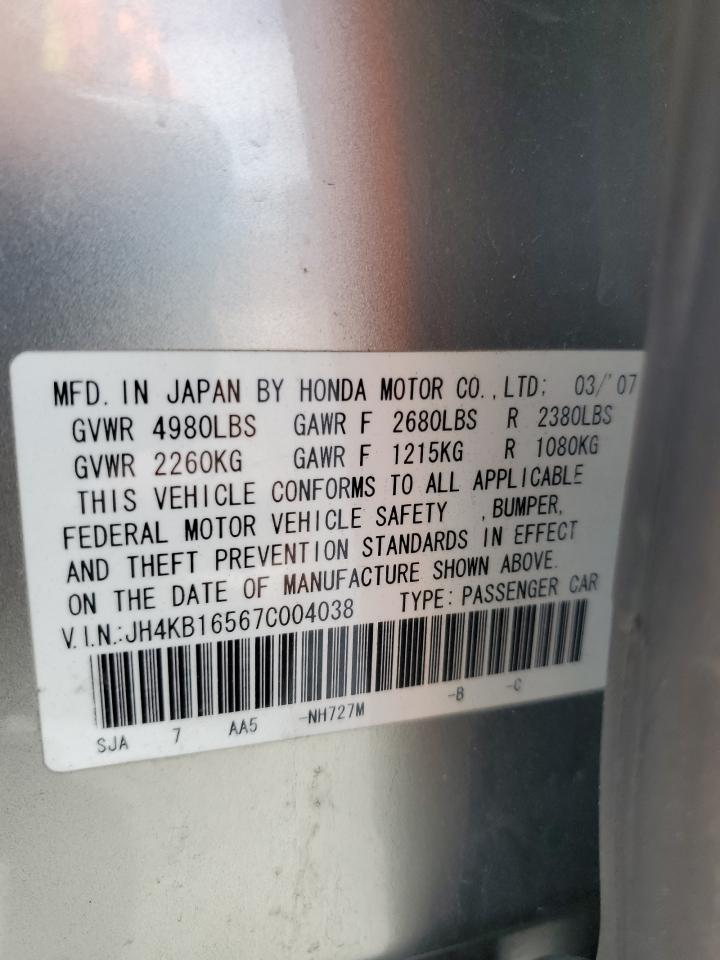 MFD. IN JAPAN BY HONDA MOTOR CO.,LTD; 03/'07
GVWR 4980LBS GAWR F 2680LBS R 2380LBS
GVWR 2260KG GAWR F 1215KG R 1080KG
THIS VEHICLE CONFORMS TO ALL APPLICABLE
FEDERAL MOTOR VEHICLE SAFETY ,BUMPER,
AND THEFT PREVENTION STANDARDS IN EFFECT
ON THE DATE OF MANUFACTURE SHOWN ABOVE.
V.I.N.:JH4KB16567C004038 TYPE:PASSENGER CAR
SJA 7 AA5 -NH727M -B -C